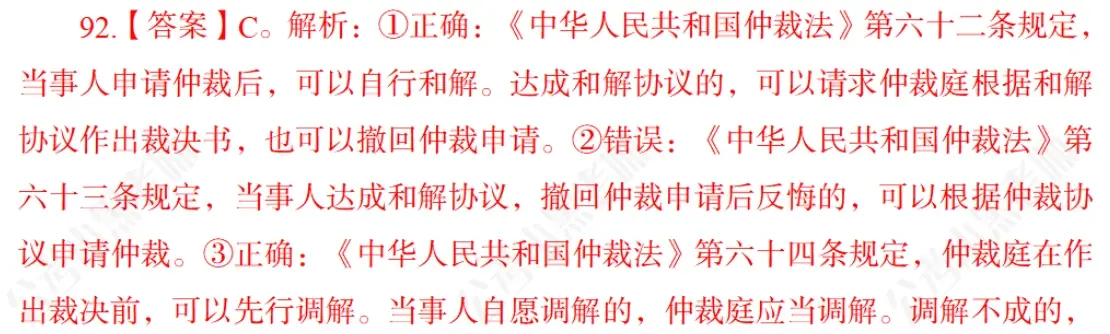 92.【答案】C。解析：①正确：《中华人民共和国仲裁法》第六十二条规定，
当事人申请仲裁后，可以自行和解。达成和解协议的，可以请求仲裁庭根据和解
协议作出裁决书，也可以撤回仲裁申请。②错误：《中华人民共和国仲裁法》第
六十三条规定，当事人达成和解协议，撤回仲裁申请后反悔的，可以根据仲裁协
议申请仲裁。③正确：《中华人民共和国仲裁法》第六十四条规定，仲裁庭在作
出裁决前，可以先行调解。当事人自愿调解的，仲裁庭应当调解。调解不成的，